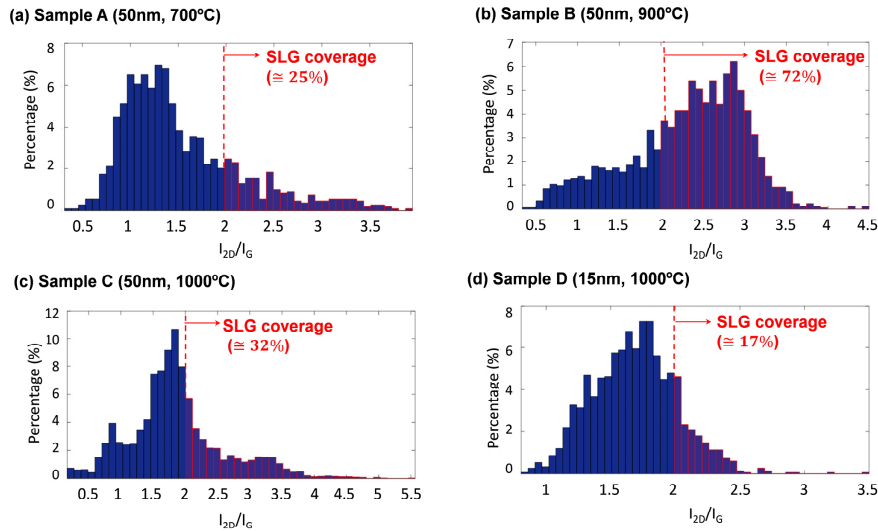 (a) Sample A (50nm, 700ºC)
SLG coverage
(≅ 25%)
Percentage (%)
8
6
4
2
0
0.5 1 1.5 2 2.5 3 3.5
I2D/IG
(b) Sample B (50nm, 900ºC)
SLG coverage
(≅ 72%)
Percentage (%)
7
6
5
4
3
2
1
0
0.5 1 1.5 2 2.5 3 3.5 4 4.5
I2D/IG
(c) Sample C (50nm, 1000ºC)
SLG coverage
(≅ 32%)
Percentage (%)
12
10
8
6
4
2
0
0.5 1 1.5 2 2.5 3 3.5 4 4.5 5 5.5
I2D/IG
(d) Sample D (15nm, 1000ºC)
SLG coverage
(≅ 17%)
Percentage (%)
8
6
4
2
0
1 1.5 2 2.5 3 3.5
I2D/IG